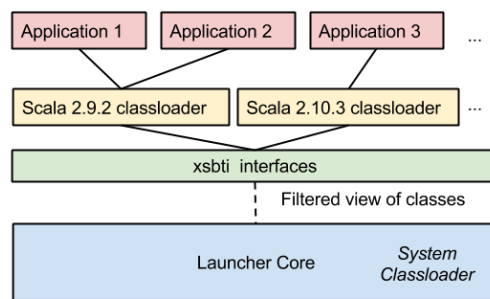 Application 1
Application 2
Application 3
...
Scala 2.9.2 classloader
Scala 2.10.3 classloader
...
xsbti interfaces
Filtered view of classes
Launcher Core
System
Classloader